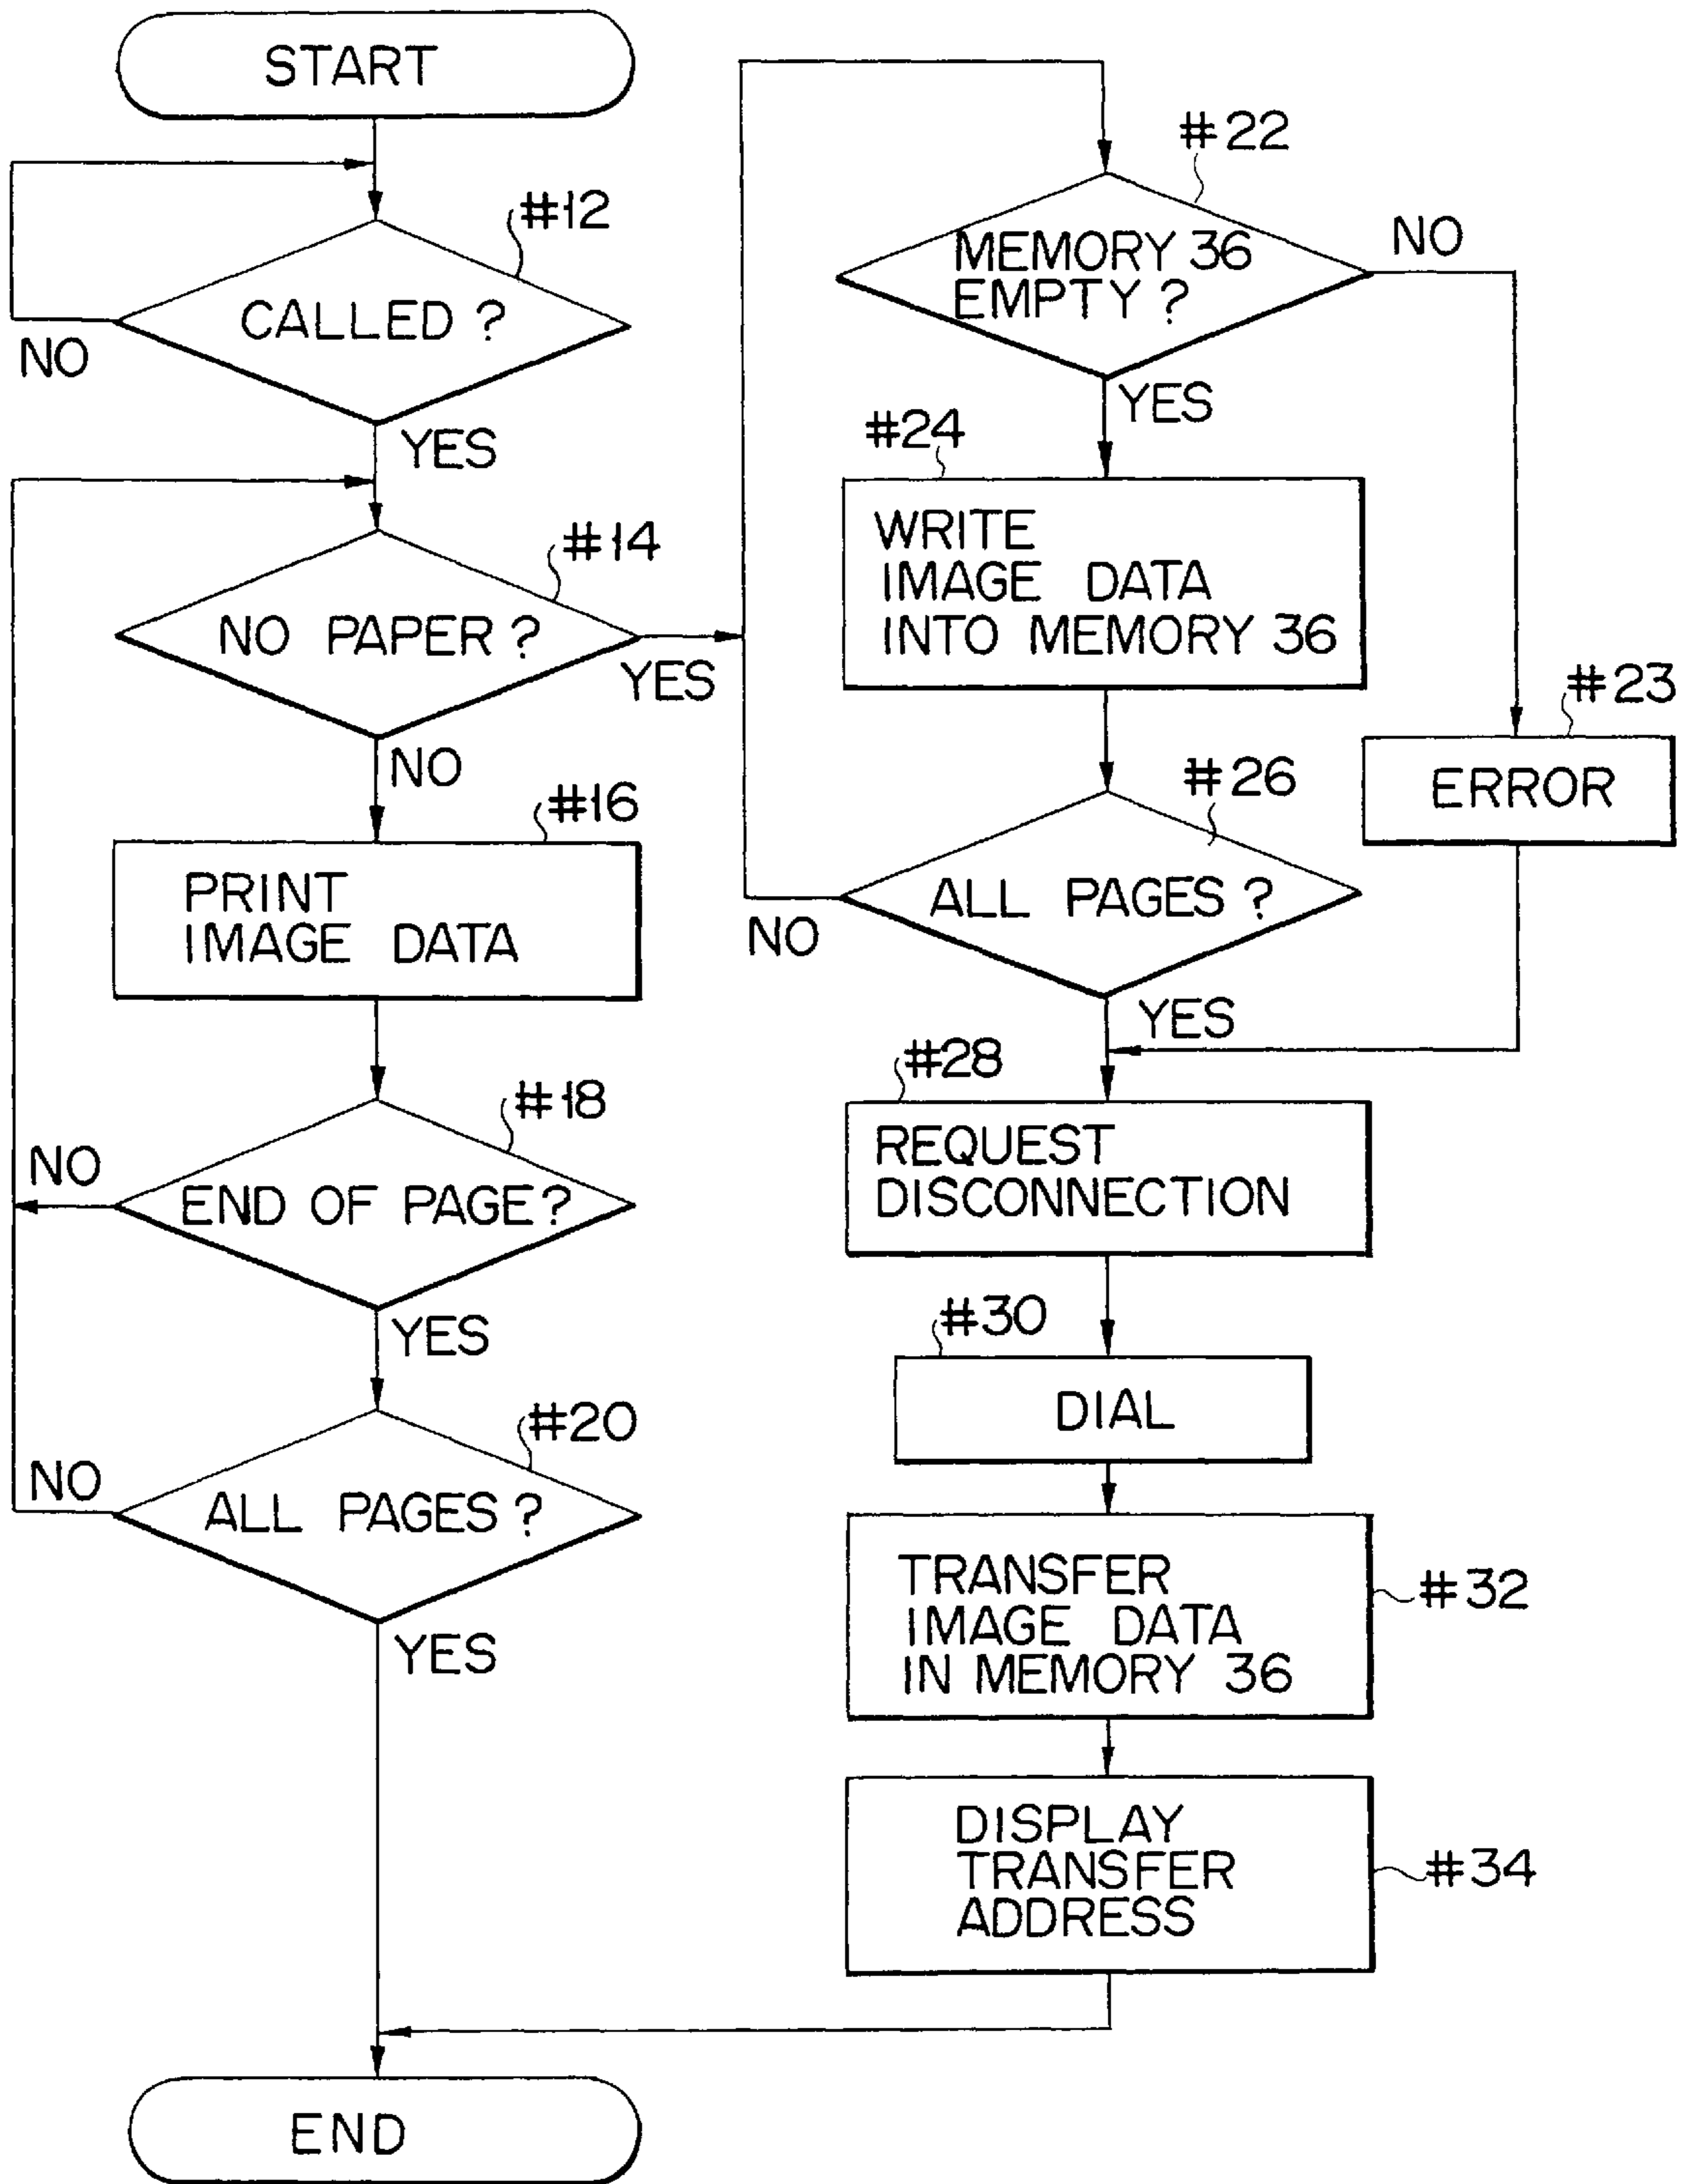 START
#12
CALLED ?
NO
YES
#14
NO PAPER ?
YES
NO
#16
PRINT
IMAGE DATA
#18
NO
END OF PAGE?
YES
#20
NO
ALL PAGES ?
YES
END
#22
MEMORY 36
EMPTY ?
NO
YES
#24
WRITE
IMAGE DATA
INTO MEMORY 36
#23
ERROR
#26
ALL PAGES ?
NO
YES
#28
REQUEST
DISCONNECTION
#30
DIAL
TRANSFER
IMAGE DATA
IN MEMORY 36
#32
DISPLAY
TRANSFER
ADDRESS
#34